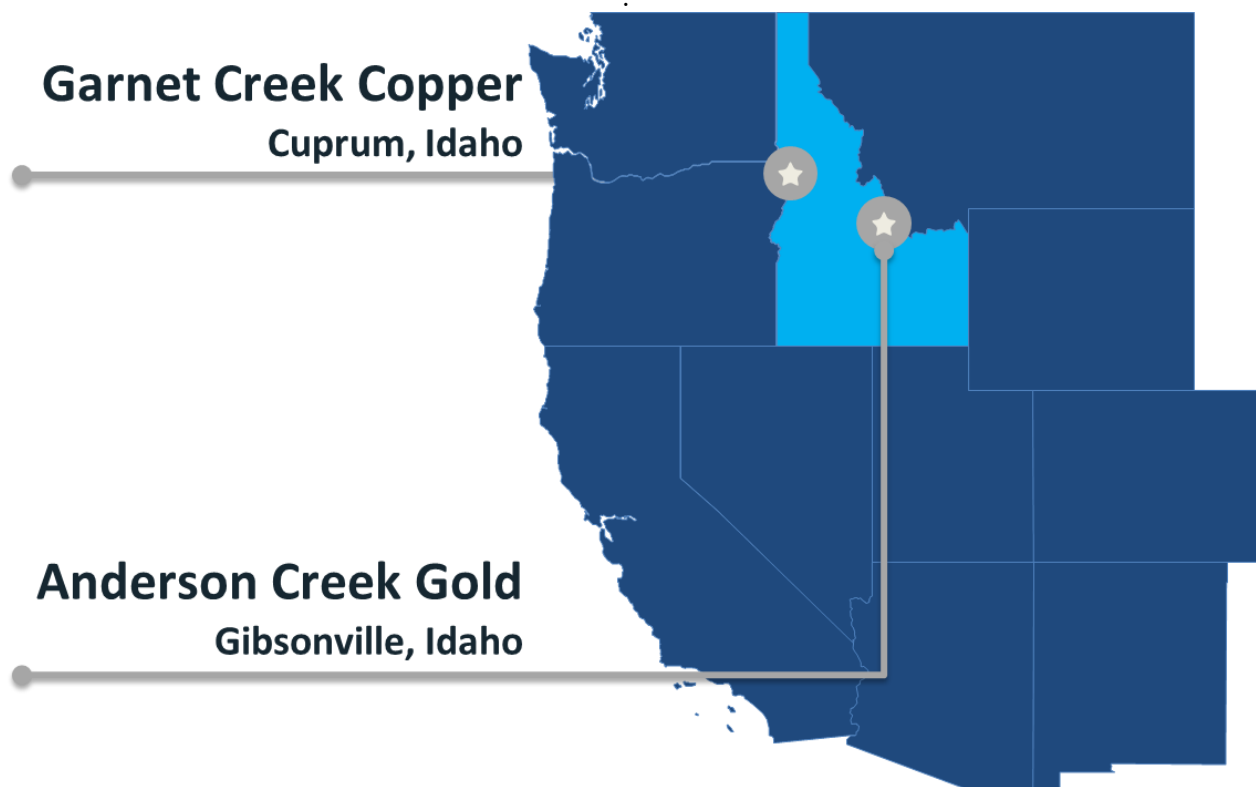 Garnet Creek Copper
Cuprum, Idaho
Anderson Creek Gold
Gibsonville, Idaho